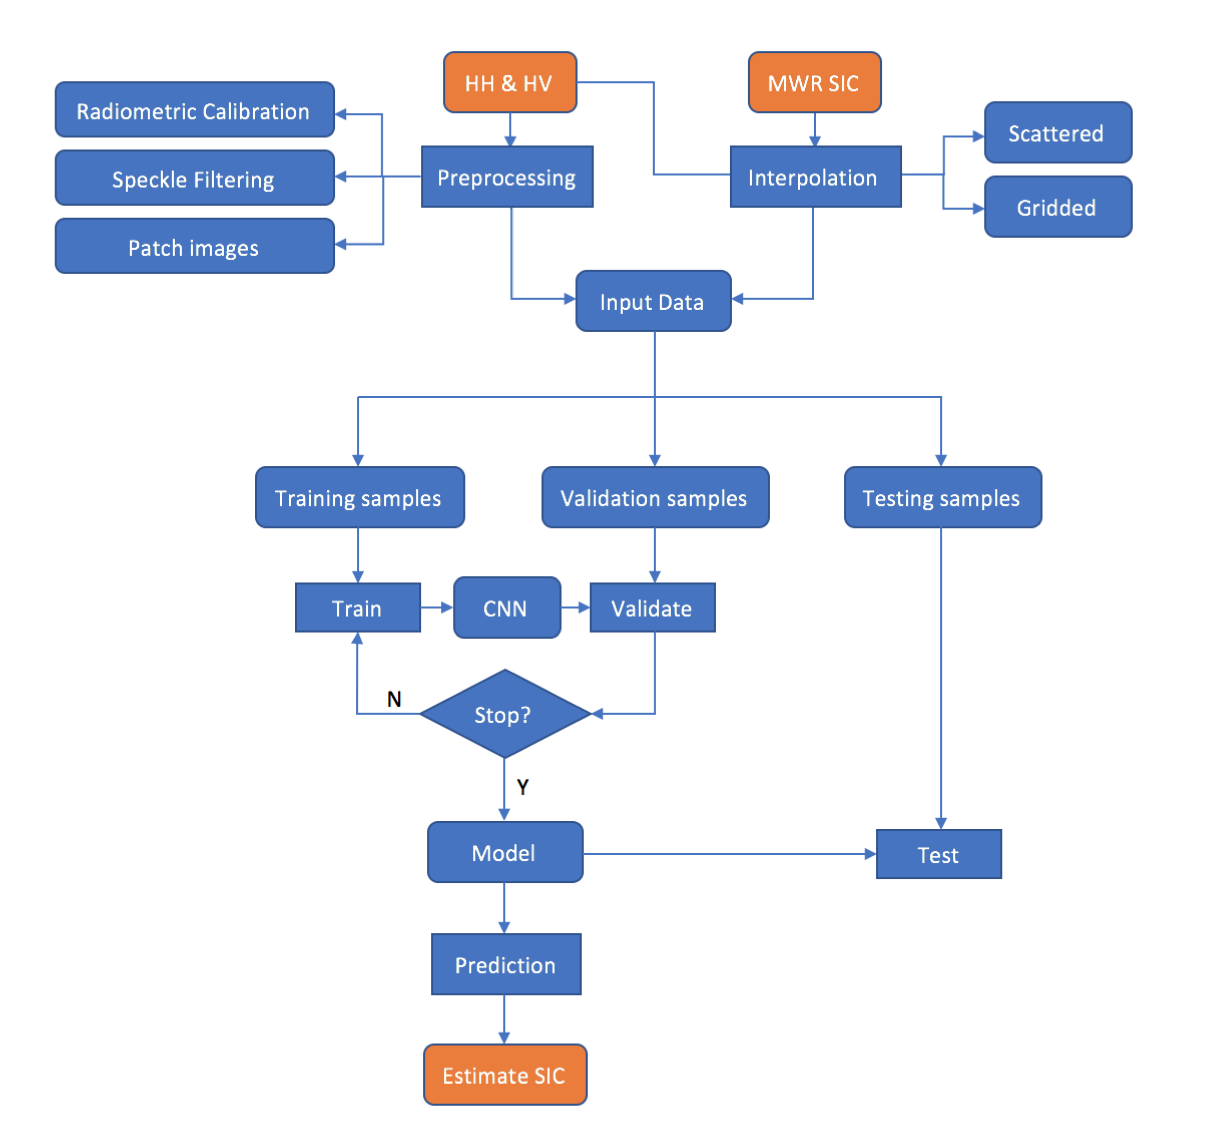 HH & HV
MWR SIC
Radiometric Calibration
Scattered
Speckle Filtering
Preprocessing
Interpolation
Gridded
Patch images
Input Data
Training samples
Validation samples
Testing samples
Train
CNN
Validate
N
Stop?
Y
Model
Test
Prediction
Estimate SIC